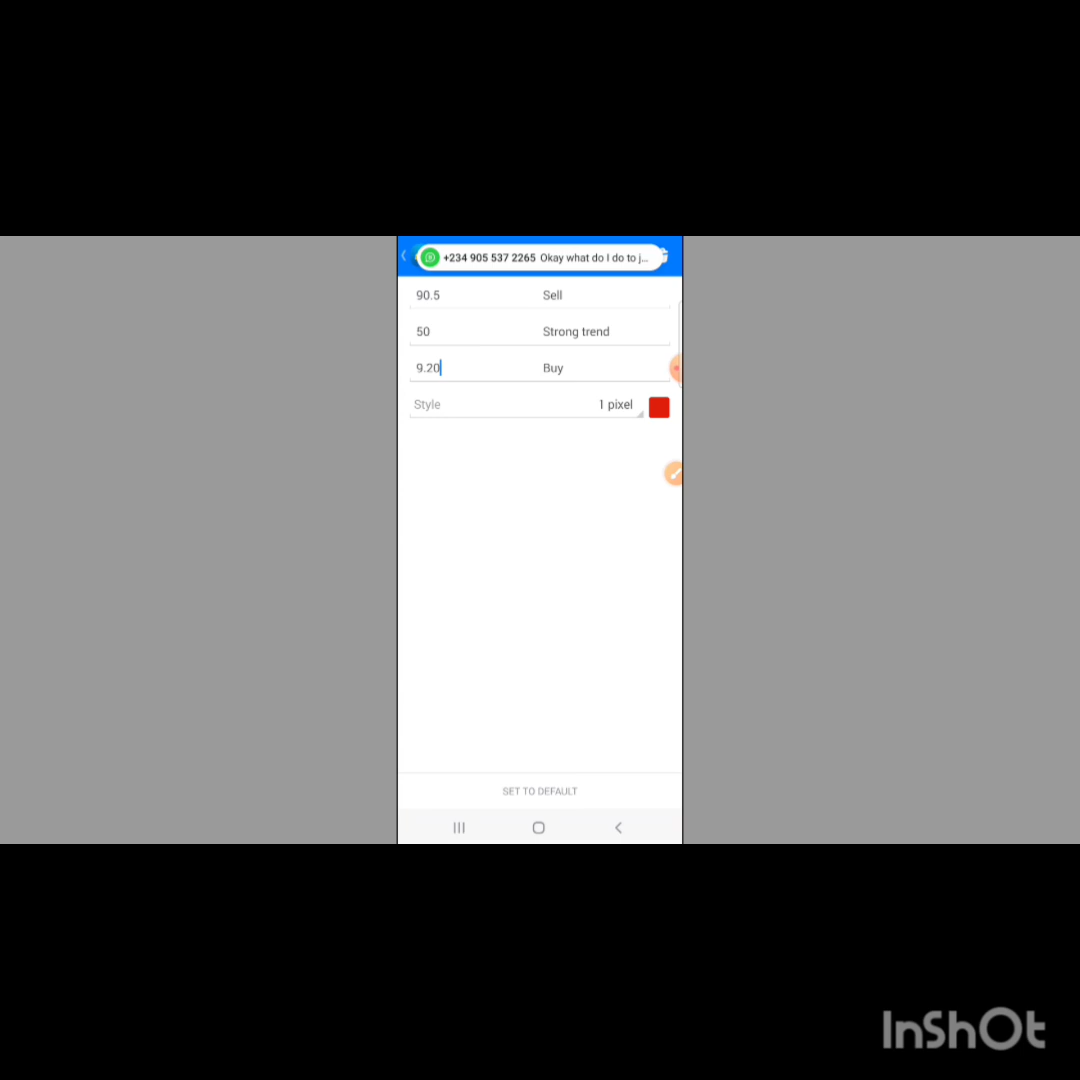 +234 905 537 2265 Okay what do I do to j...
90.5 Sell
50 Strong trend
9.20 Buy
Style 1 pixel
SET TO DEFAULT
InShOt